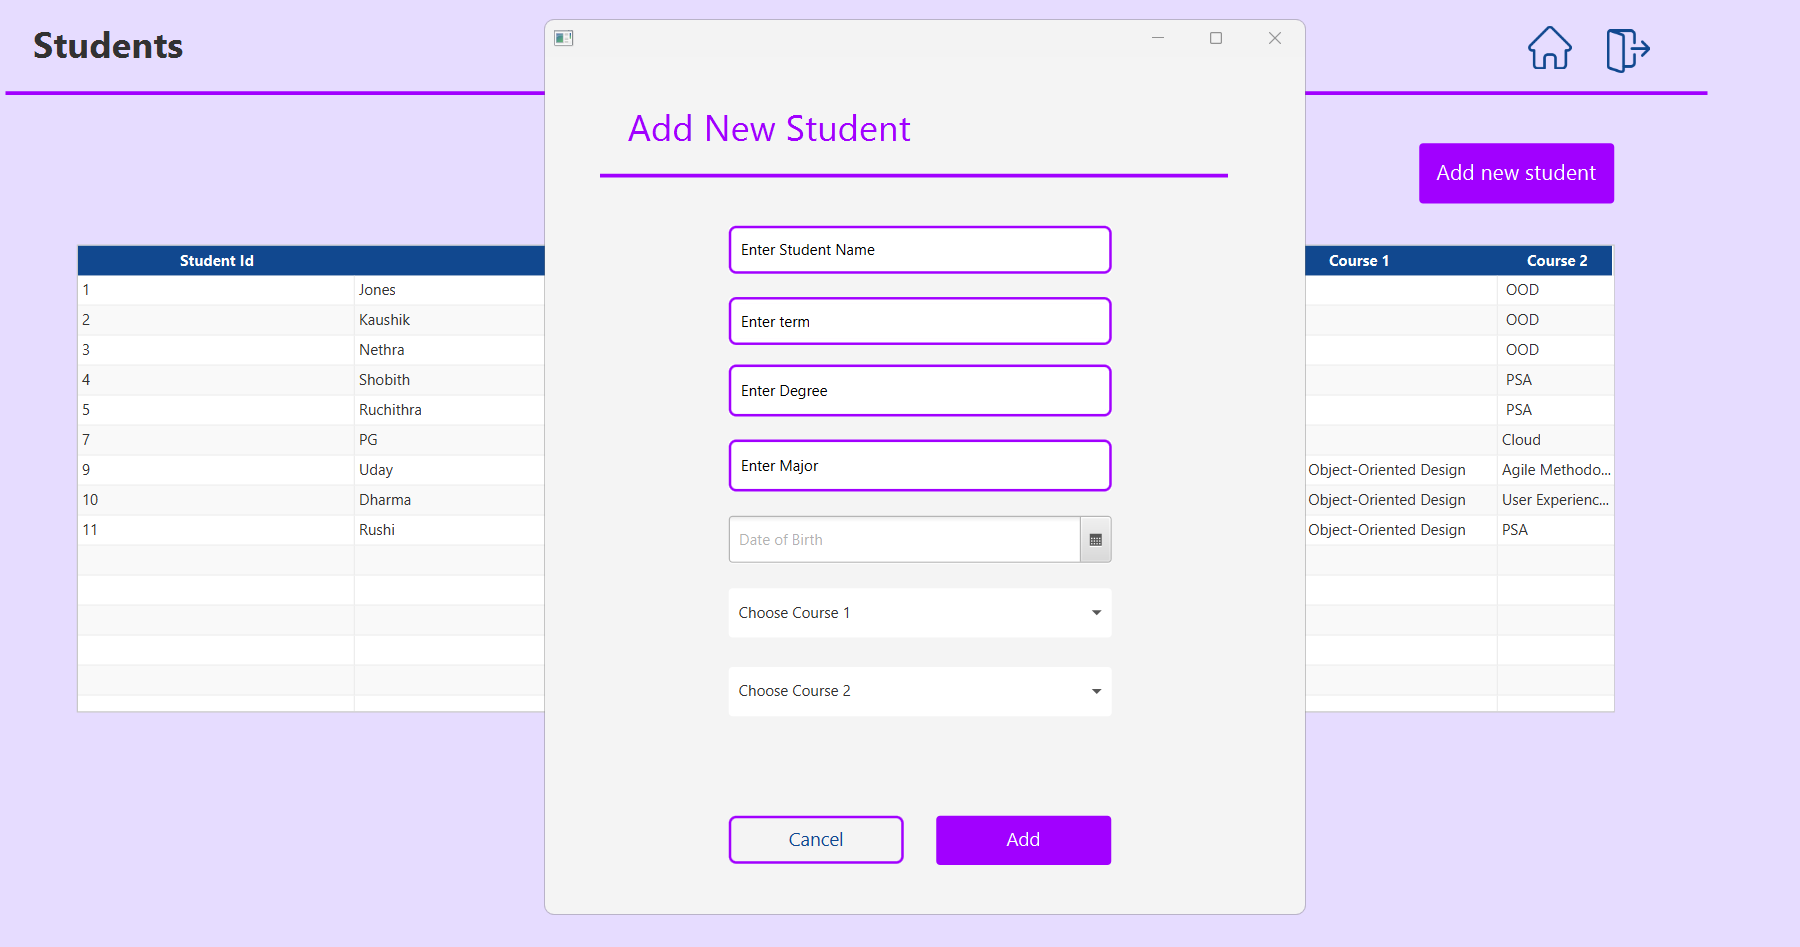 Students
Add New Student
Add new student
Student Id
Course 1
Course 2
1 Jones OOD
2 Kaushik OOD
3 Nethra OOD
4 Shobith PSA
5 Ruchithra PSA
7 PG Cloud
9 Uday Object-Oriented Design Agile Methodo...
10 Dharma Object-Oriented Design User Experienc...
11 Rushi Object-Oriented Design PSA
Enter Student Name
Enter term
Enter Degree
Enter Major
Date of Birth
Choose Course 1
Choose Course 2
Cancel
Add